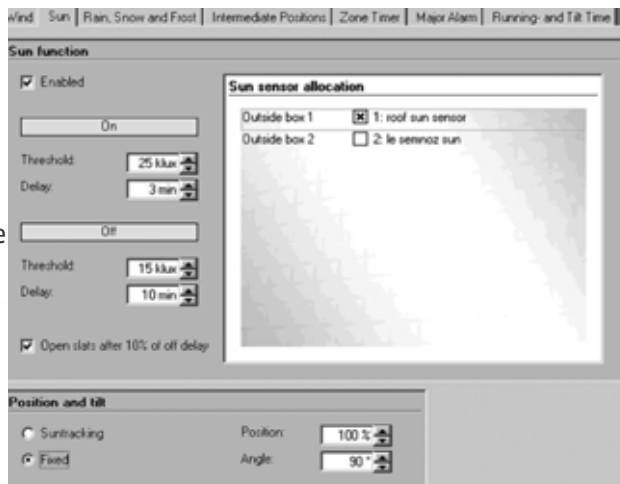 Wind | Sun | Rain, Snow and Frost | Intermediate Positions | Zone Timer | Major Alarm | Running- and Tilt Time
Sun function
Enabled
On
Threshold: 25 klux
Delay: 3 min
Off
Threshold: 15 klux
Delay: 10 min
Open slats after 10% of off delay
Sun sensor allocation
Outside box 1 1: roof sun sensor
Outside box 2 2: le semnoz sun
e
Position and tilt
Suntracking
Fixed
Position: 100 %
Angle: 90 °